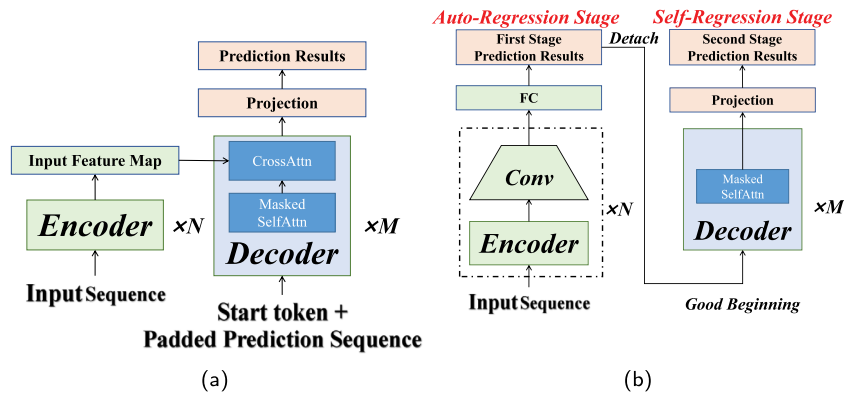 Prediction Results
Projection
Input Feature Map
CrossAttn
Masked
SelfAttn
Encoder
×N
Decoder
×M
Input Sequence
Start token +
Padded Prediction Sequence
(a)
Auto-Regression Stage
Self-Regression Stage
First Stage
Prediction Results
Detach
Second Stage
Prediction Results
FC
Projection
Conv
Masked
SelfAttn
×N
Encoder
Decoder
×M
Input Sequence
Good Beginning
(b)